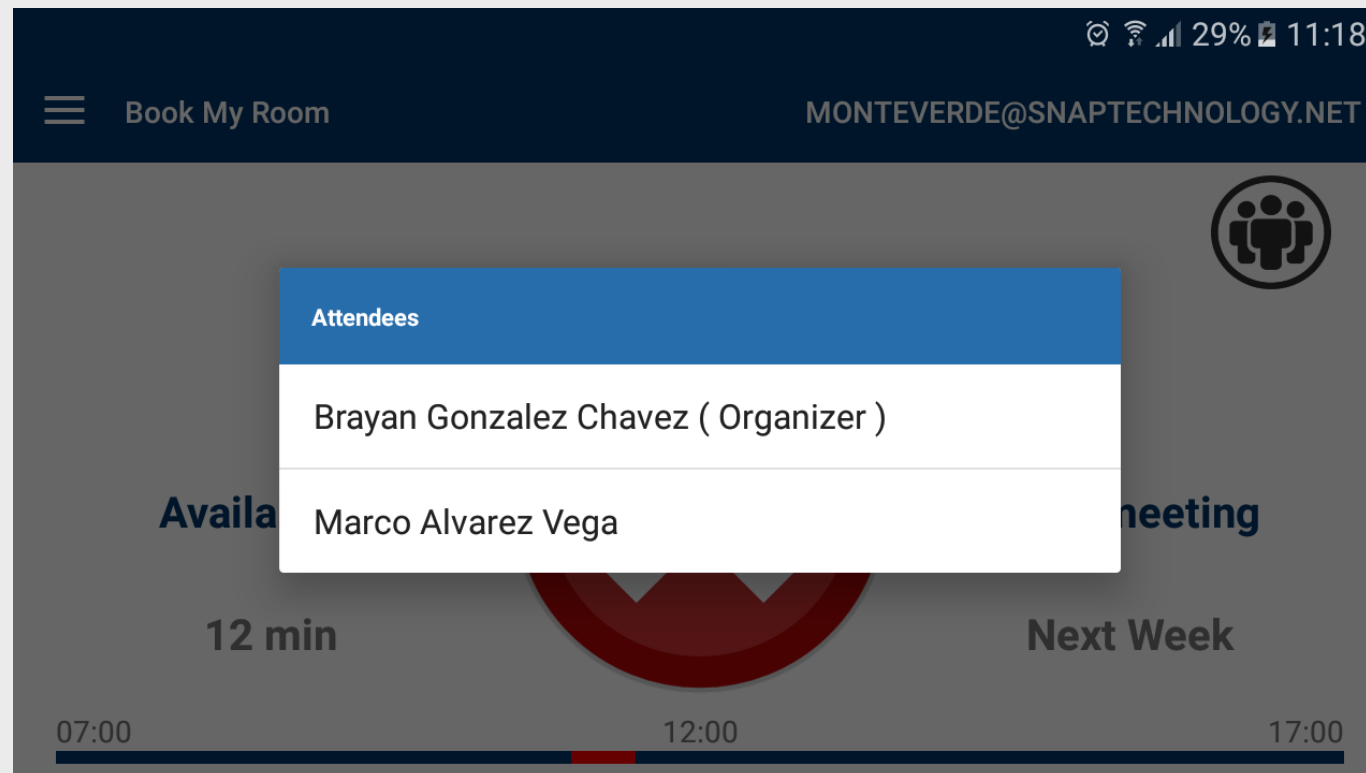 29% 11:18
Book My Room MONTEVERDE@SNAPTECHNOLOGY.NET
Attendees
Brayan Gonzalez Chavez ( Organizer )
Marco Alvarez Vega
12 min Next Week
07:00 12:00 17:00